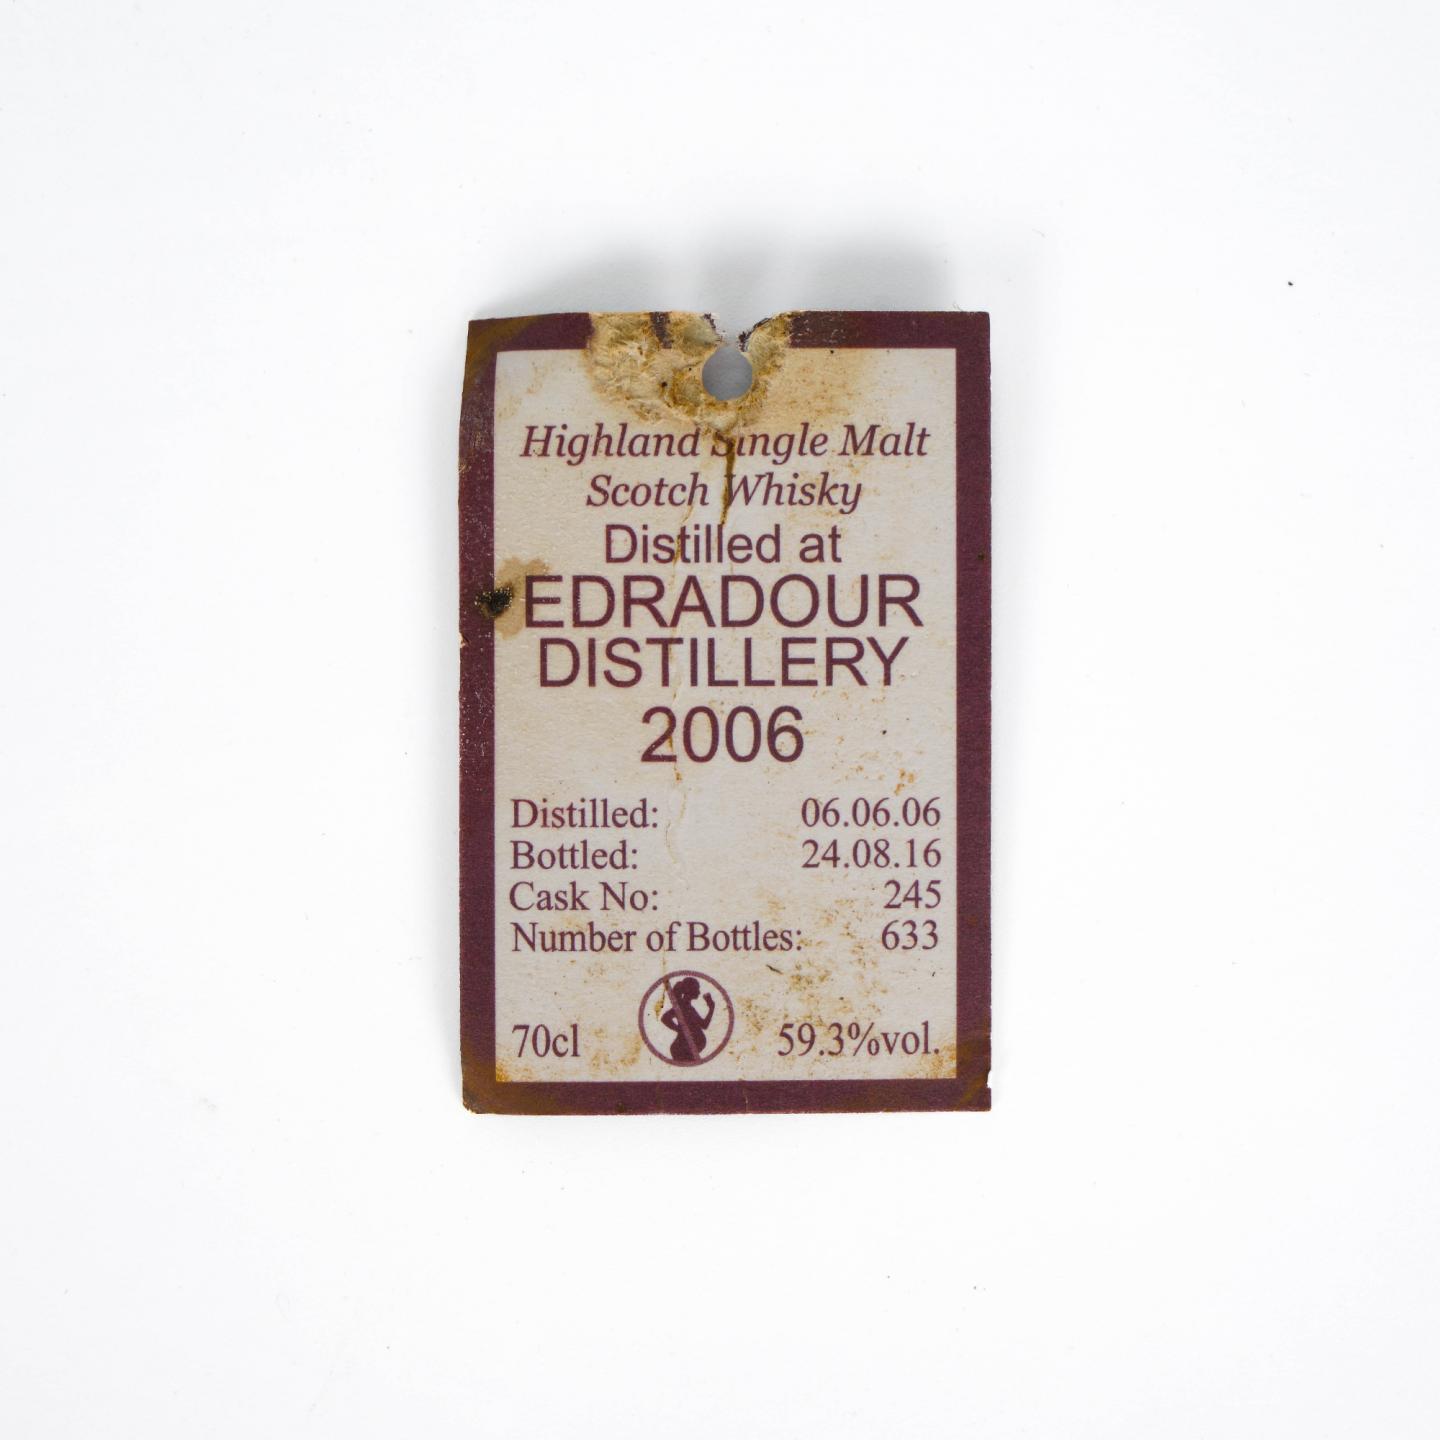 Highland Single Malt
Scotch Whisky
Distilled at
EDRADOUR
DISTILLERY
2006
Distilled: 06.06.06
Bottled: 24.08.16
Cask No: 245
Number of Bottles: 633
70cl 59.3%vol.